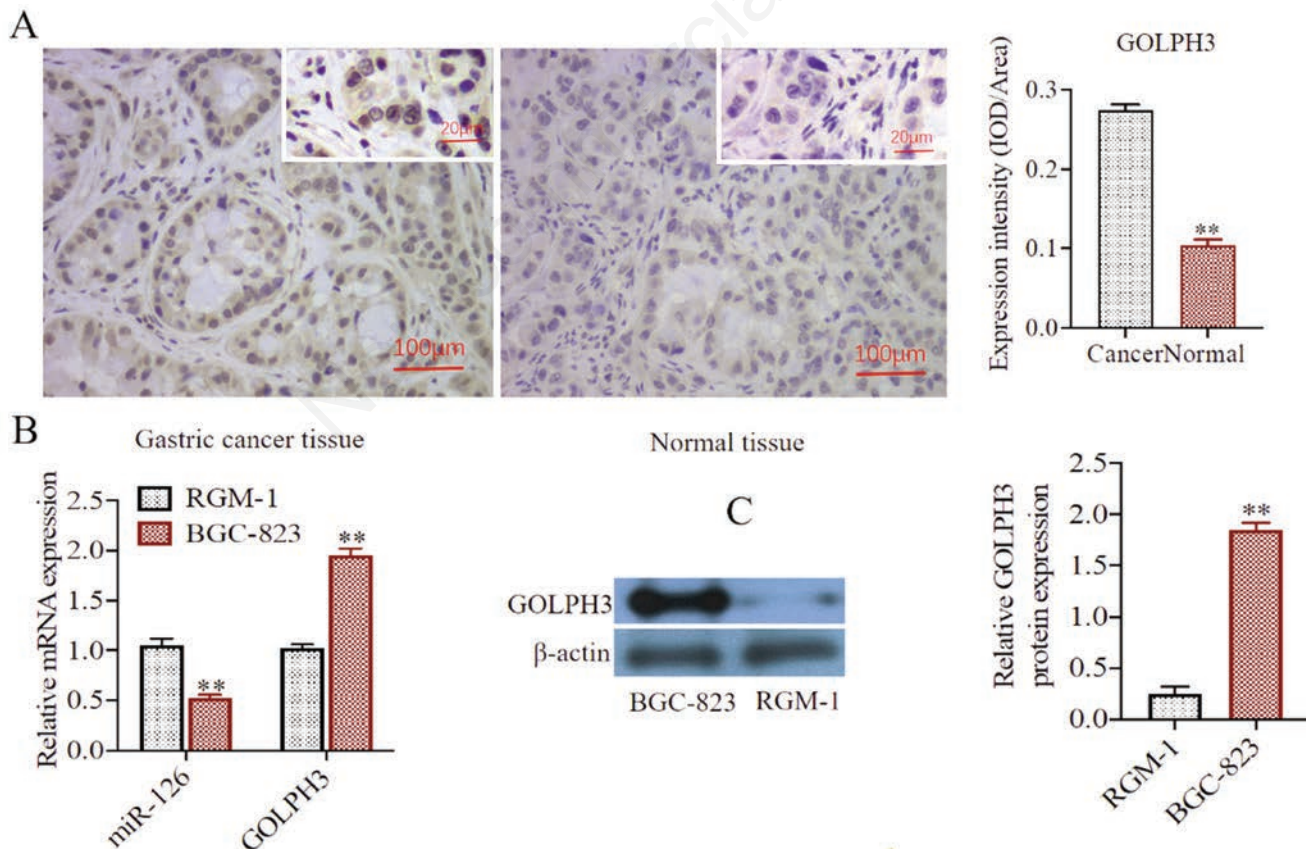 A
20μm
100μm
20μm
100μm
GOLPH3
Expression intensity (IOD/Area)
0.3
0.2
0.1
0.0
CancerNormal
Gastric cancer tissue
Normal tissue
B
Relative mRNA expression
2.5
2.0
1.5
1.0
0.5
0.0
RGM-1
BGC-823
**
**
miR-126
GOLPH3
C
GOLPH3
β-actin
BGC-823 RGM-1
Relative GOLPH3
protein expression
2.5
2.0
1.5
1.0
0.5
0.0
**
RGM-1
BGC-823
**